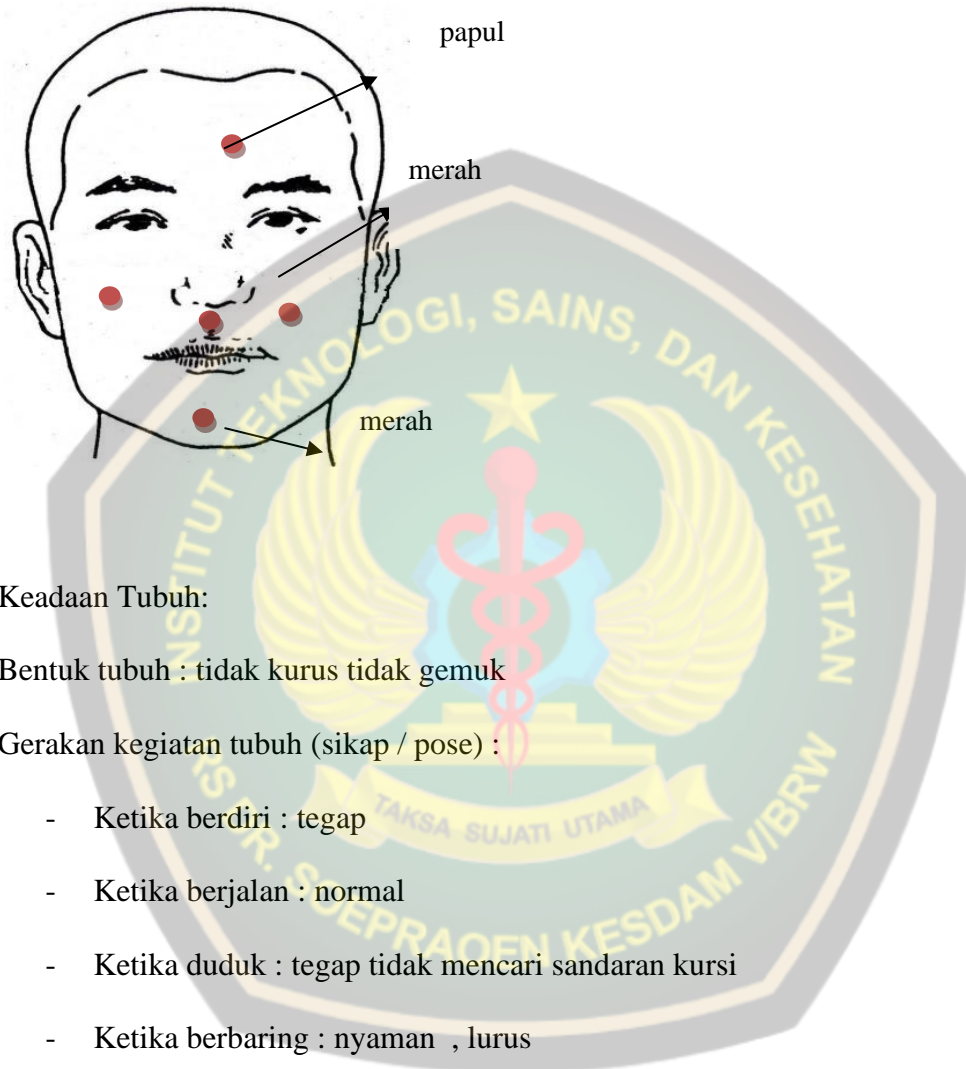 papul
merah
merah
INSTITUT TEKNOLOGI, SAINS, DAN KESEHATAN
RS DR. SOEPRAOEN KESDAM V/BRW
TAKSA SUJATI UTAMA
Keadaan Tubuh:
Bentuk tubuh : tidak kurus tidak gemuk
Gerakan kegiatan tubuh (sikap / pose) :
- Ketika berdiri : tegap
- Ketika berjalan : normal
- Ketika duduk : tegap tidak mencari sandaran kursi
- Ketika berbaring : nyaman , lurus